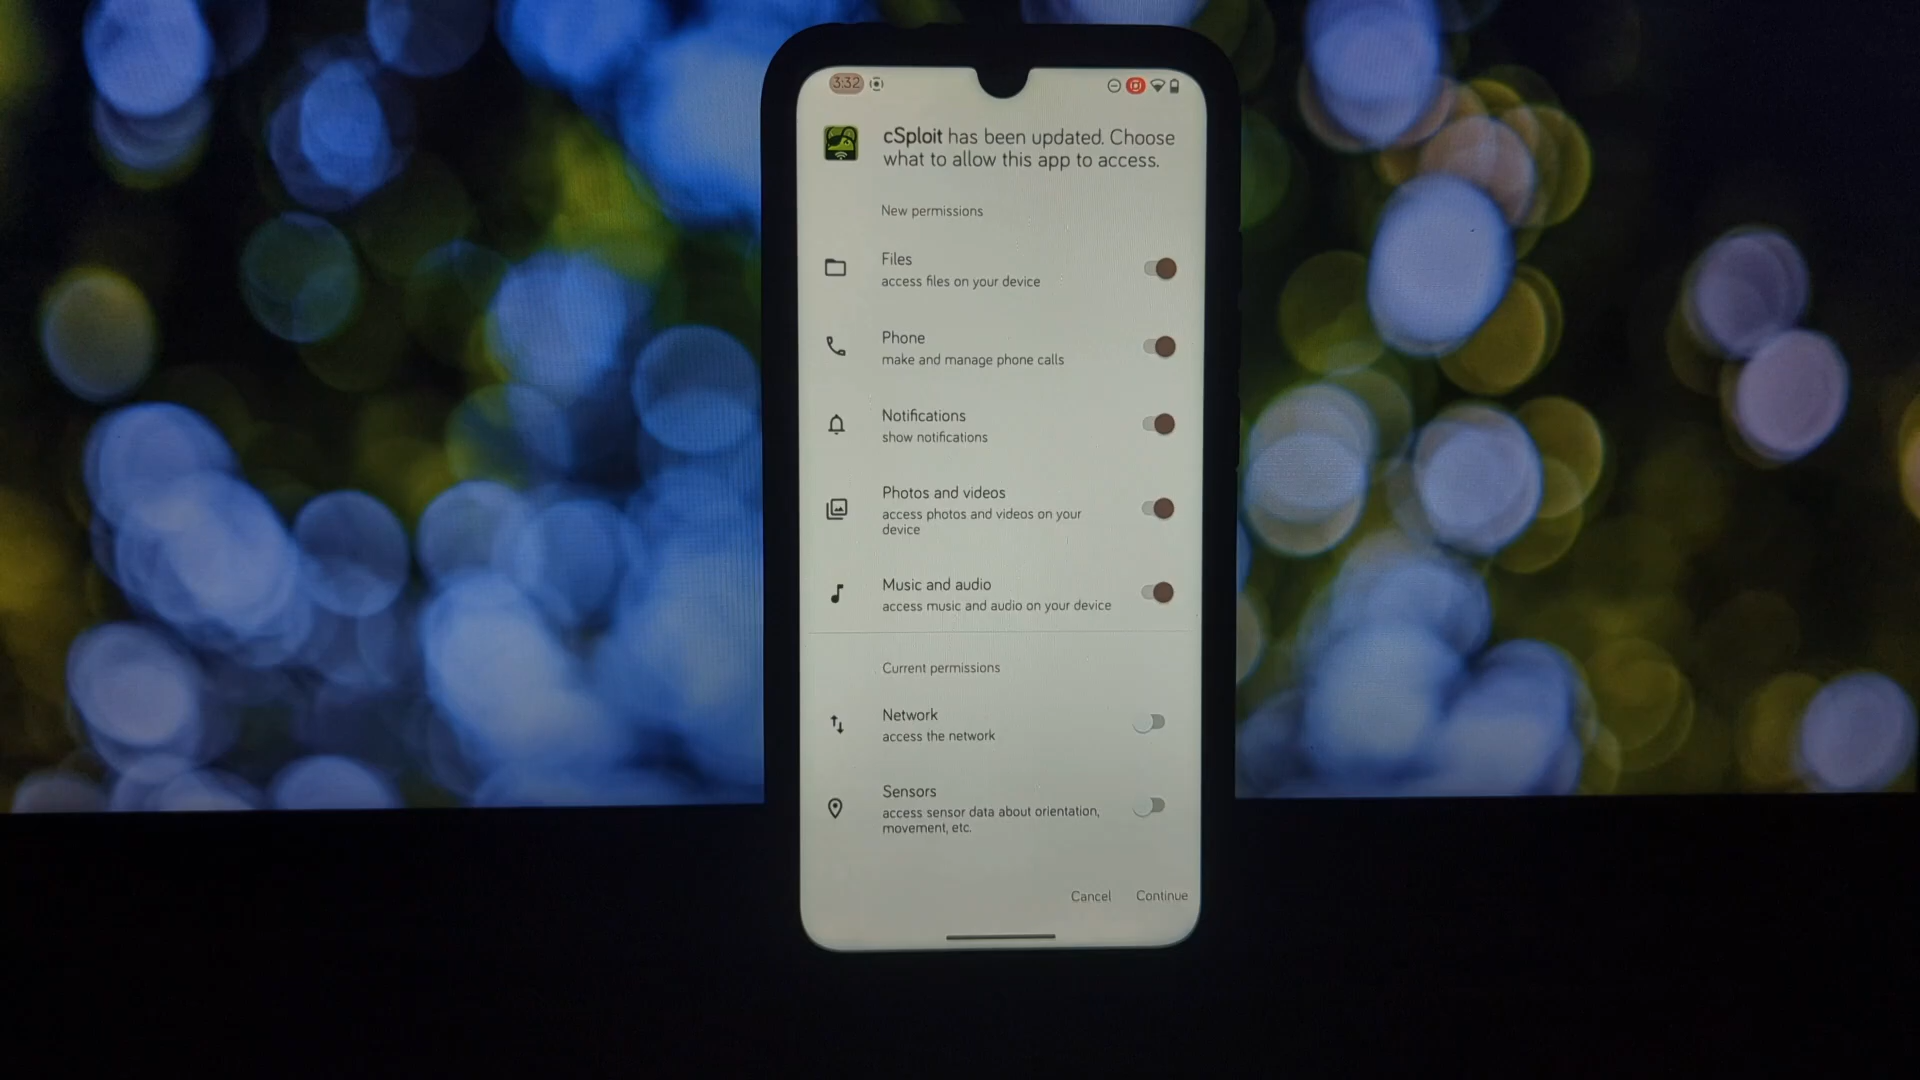 3:32
cSploit has been updated. Choose
what to allow this app to access.
New permissions
Files
access files on your device
Phone
make and manage phone calls
Notifications
show notifications
Photos and videos
access photos and videos on your
device
Music and audio
access music and audio on your device
Current permissions
Network
access the network
Sensors
access sensor data about orientation,
movement, etc.
Cancel Continue